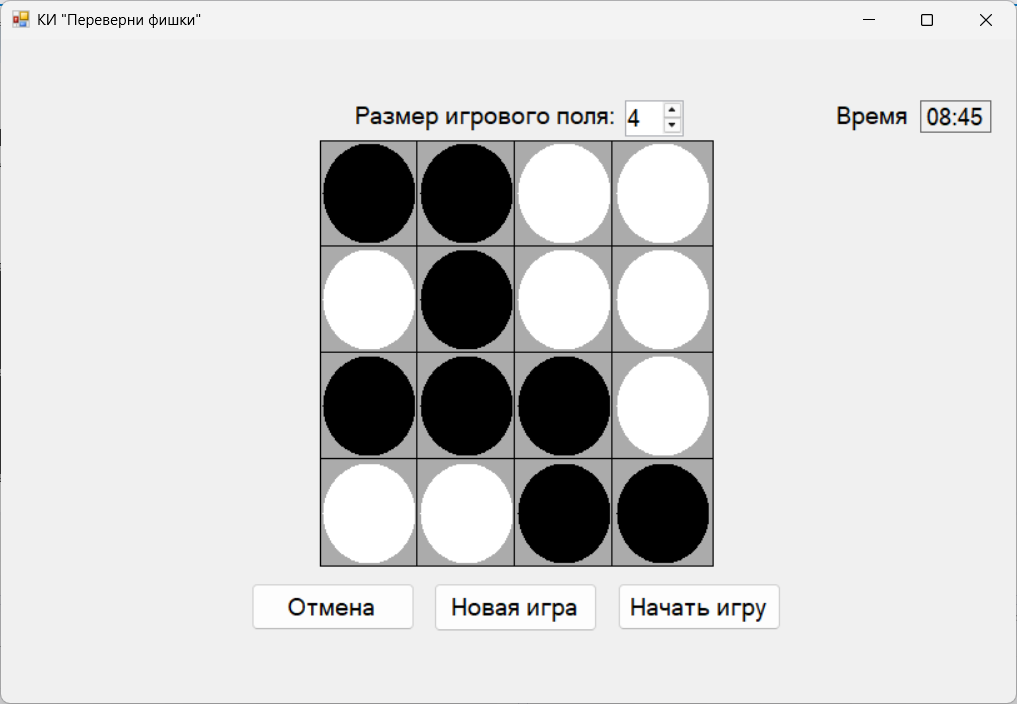 КИ "Переверни фишки"
Размер игрового поля: 4
Время 08:45
Отмена
Новая игра
Начать игру